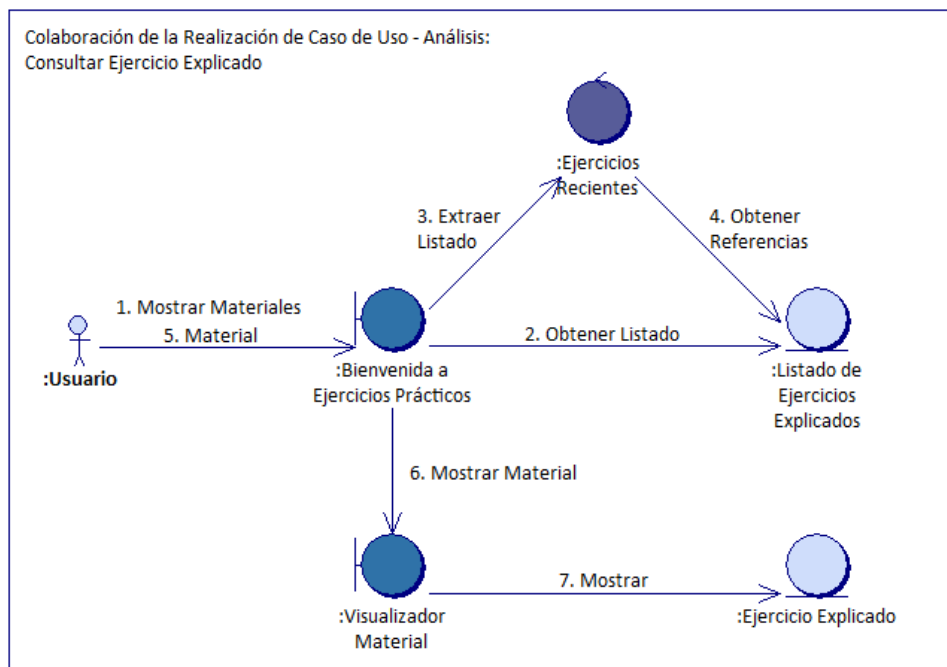 Colaboración de la Realización de Caso de Uso - Análisis:
Consultar Ejercicio Explicado
:Ejercicios
Recientes
3. Extraer
Listado
4. Obtener
Referencias
1. Mostrar Materiales
5. Material
2. Obtener Listado
:Usuario
:Bienvenida a
Ejercicios Prácticos
:Listado de
Ejercicios
Explicados
6. Mostrar Material
7. Mostrar
:Visualizador
Material
:Ejercicio Explicado